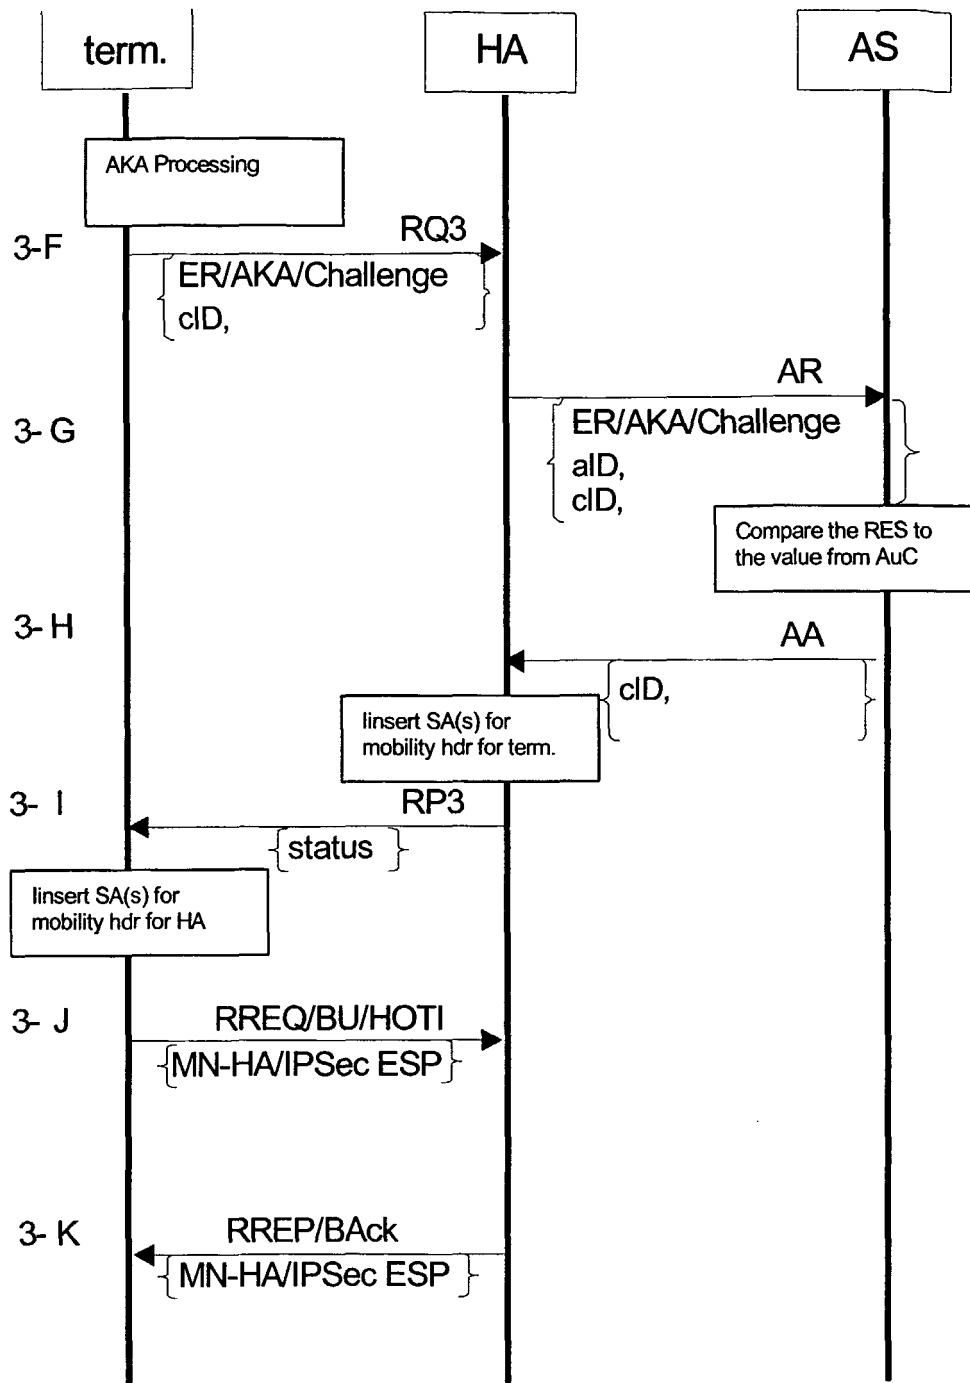 term.
HA
AS
AKA Processing
3-F
RQ3
ER/AKA/Challenge
cID,
AR
3- G
ER/AKA/Challenge
aID,
cID,
Compare the RES to
the value from AuC
3- H
AA
cID,
Iinsert SA(s) for
mobility hdr for term.
3- I
RP3
status
Iinsert SA(s) for
mobility hdr for HA
3- J
RREQ/BU/HOTI
MN-HA/IPSec ESP
3- K
RREP/BAck
MN-HA/IPSec ESP